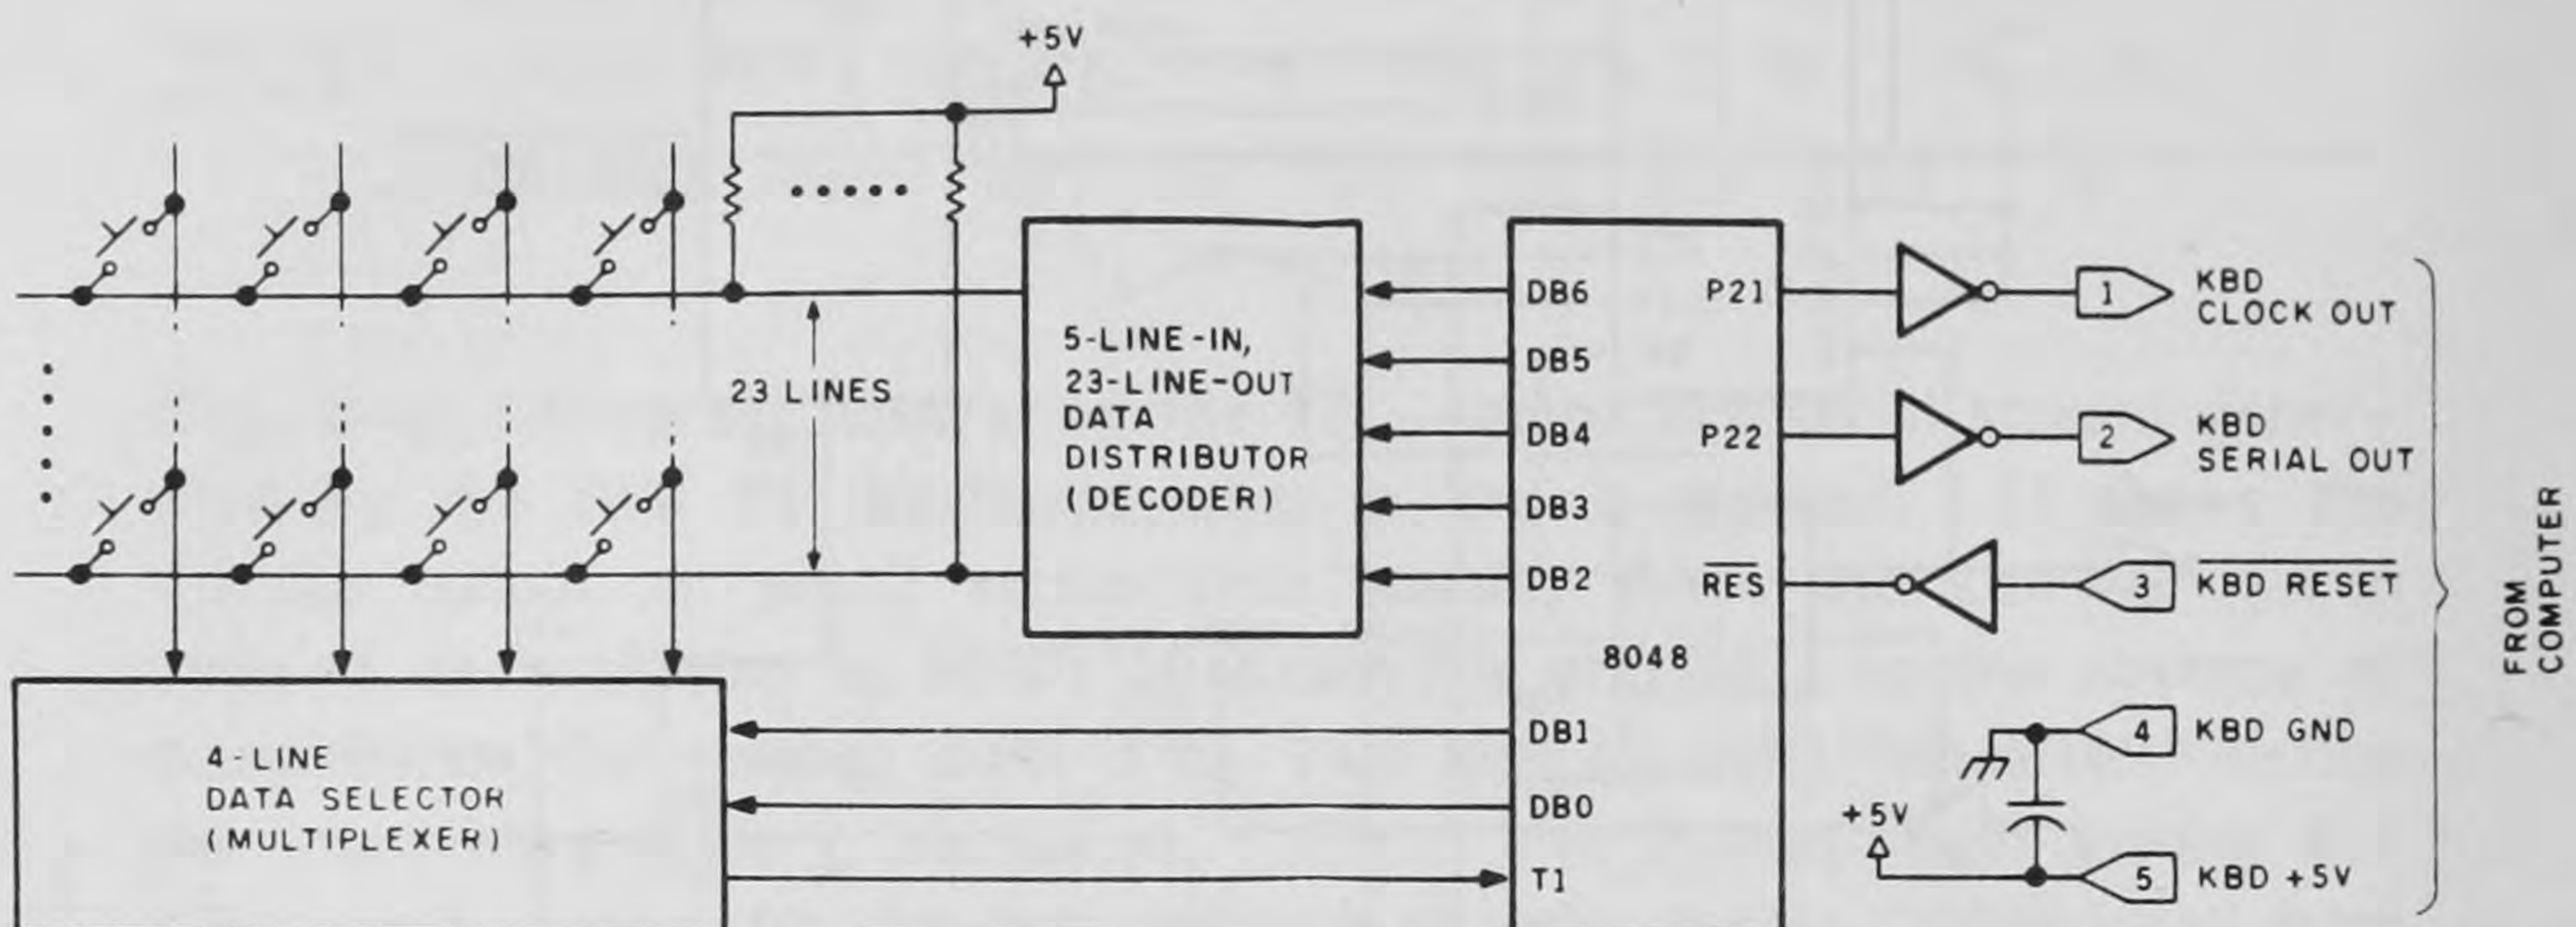 +5V
23 LINES
5-LINE-IN,
23-LINE-OUT
DATA
DISTRIBUTOR
(DECODER)
4-LINE
DATA SELECTOR
(MULTIPLEXER)
DB6
DB5
DB4
DB3
DB2
DB1
DB0
T1
P21
P22
RES
8048
1
KBD
CLOCK OUT
2
KBD
SERIAL OUT
3
KBD RESET
4
KBD GND
+5V
5
KBD +5V
FROM
COMPUTER